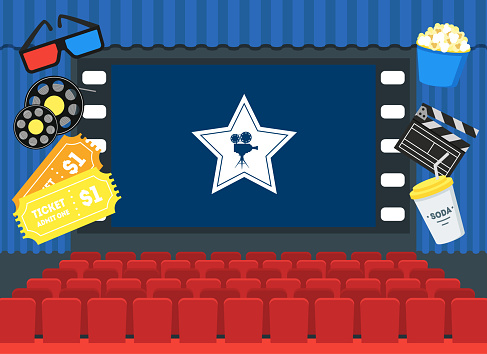 $1
$1
TICKET
ADMIT ONE
SODA